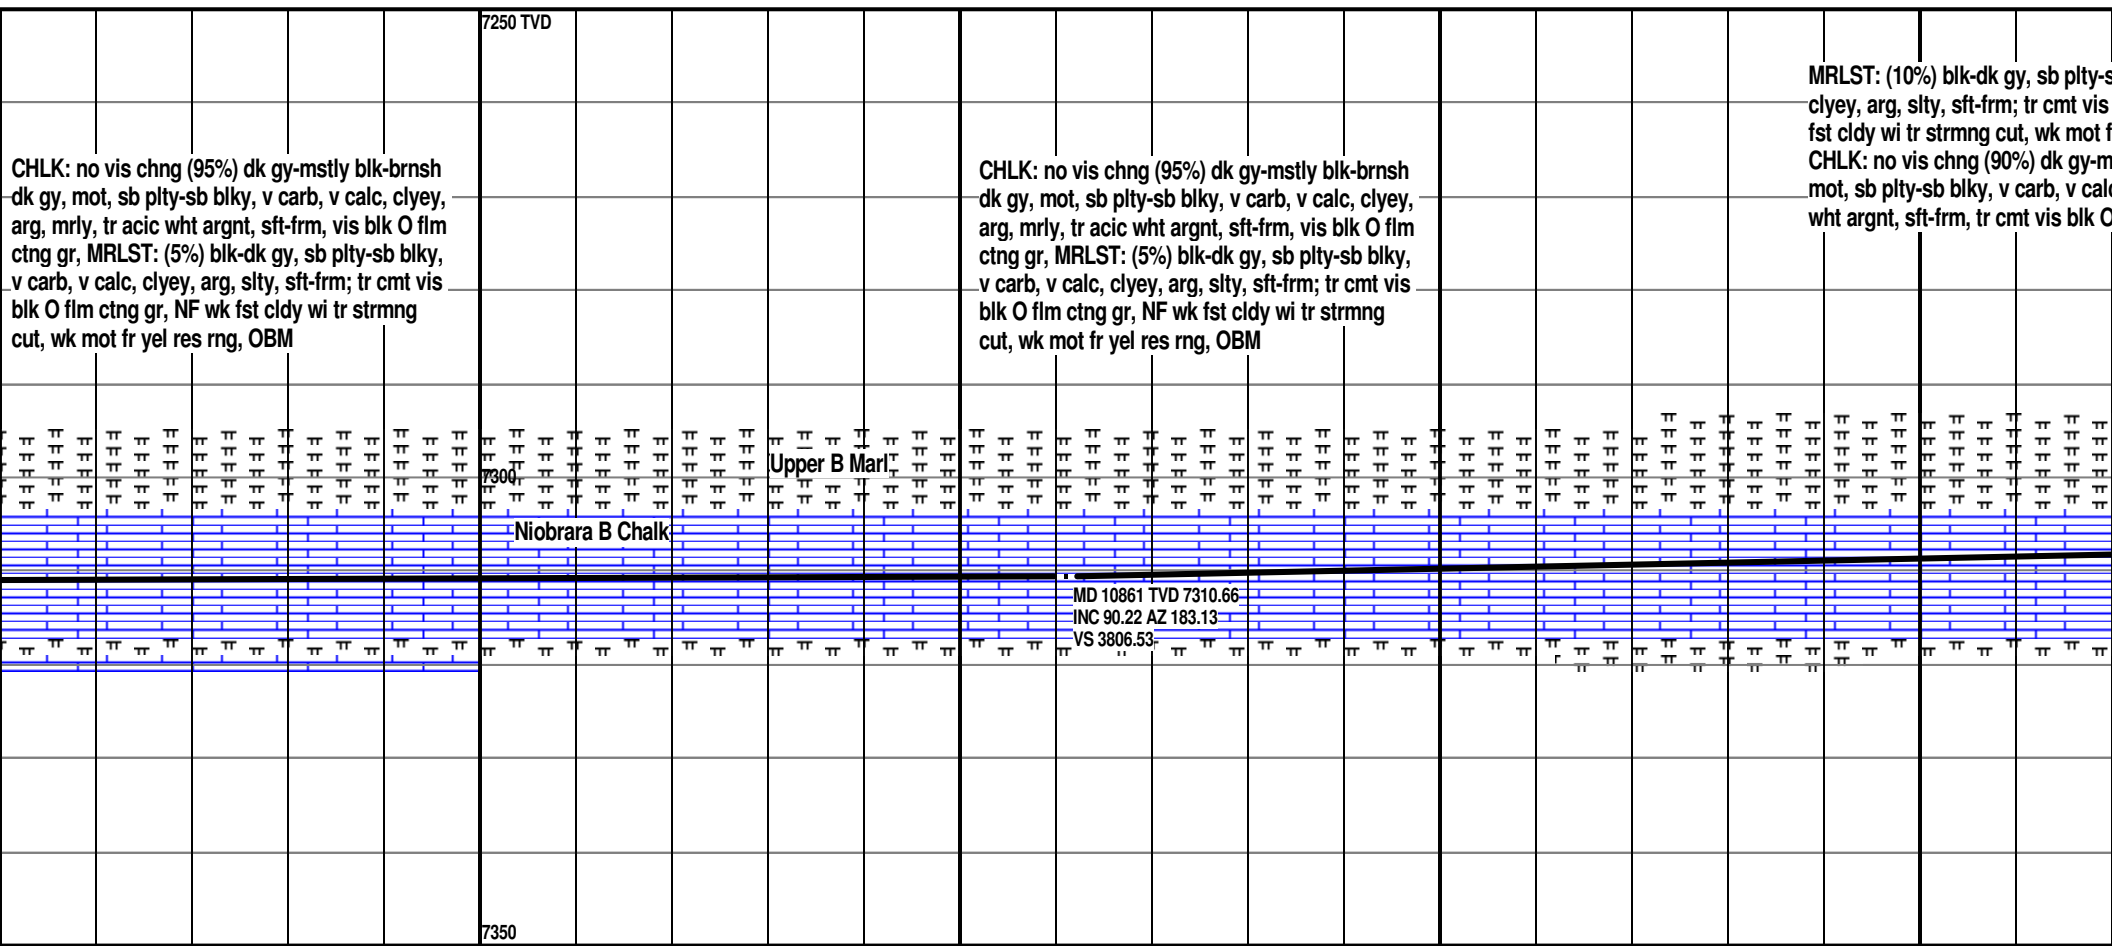 7250 TVD
CHLK: no vis chng (95%) dk gy-mstly blk-brnsh
dk gy, mot, sb plty-sb blky, v carb, v calc, clyey,
arg, mrly, tr acic wht argnt, sft-frm, vis blk O flm
ctng gr, MRLST: (5%) blk-dk gy, sb plty-sb blky,
v carb, v calc, clyey, arg, slty, sft-frm; tr cmt vis
blk O flm ctng gr, NF wk fst cldy wi tr strmng
cut, wk mot fr yel res rng, OBM
CHLK: no vis chng (95%) dk gy-mstly blk-brnsh
dk gy, mot, sb plty-sb blky, v carb, v calc, clyey,
arg, mrly, tr acic wht argnt, sft-frm, vis blk O flm
ctng gr, MRLST: (5%) blk-dk gy, sb plty-sb blky,
v carb, v calc, clyey, arg, slty, sft-frm; tr cmt vis
blk O flm ctng gr, NF wk fst cldy wi tr strmng
cut, wk mot fr yel res rng, OBM
MRLST: (10%) blk-dk gy, sb plty-s
clyey, arg, slty, sft-frm; tr cmt vis
fst cldy wi tr strmng cut, wk mot f
CHLK: no vis chng (90%) dk gy-m
mot, sb plty-sb blky, v carb, v calc
wht argnt, sft-frm, tr cmt vis blk O
Upper B Marl
7300
Niobrara B Chalk
MD 10861 TVD 7310.66
INC 90.22 AZ 183.13
VS 3806.53
7350